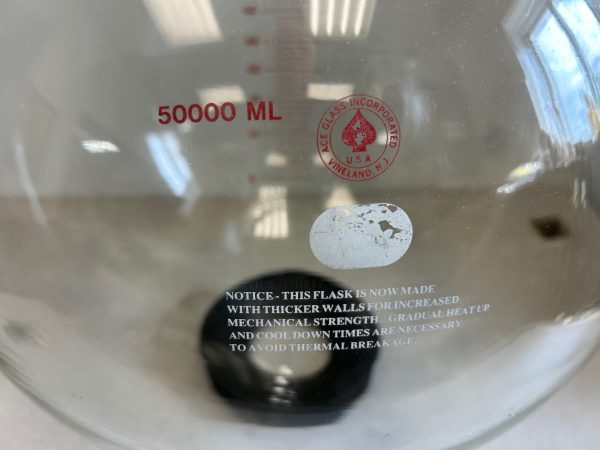 50000 ML
ACE GLASS INCORPORATED
USA
VINELAND, N.J.
NOTICE - THIS FLASK IS NOW MADE
WITH THICKER WALLS FOR INCREASED
MECHANICAL STRENGTH. GRADUAL HEAT UP
AND COOL DOWN TIMES ARE NECESSARY
TO AVOID THERMAL BREAKAGE.